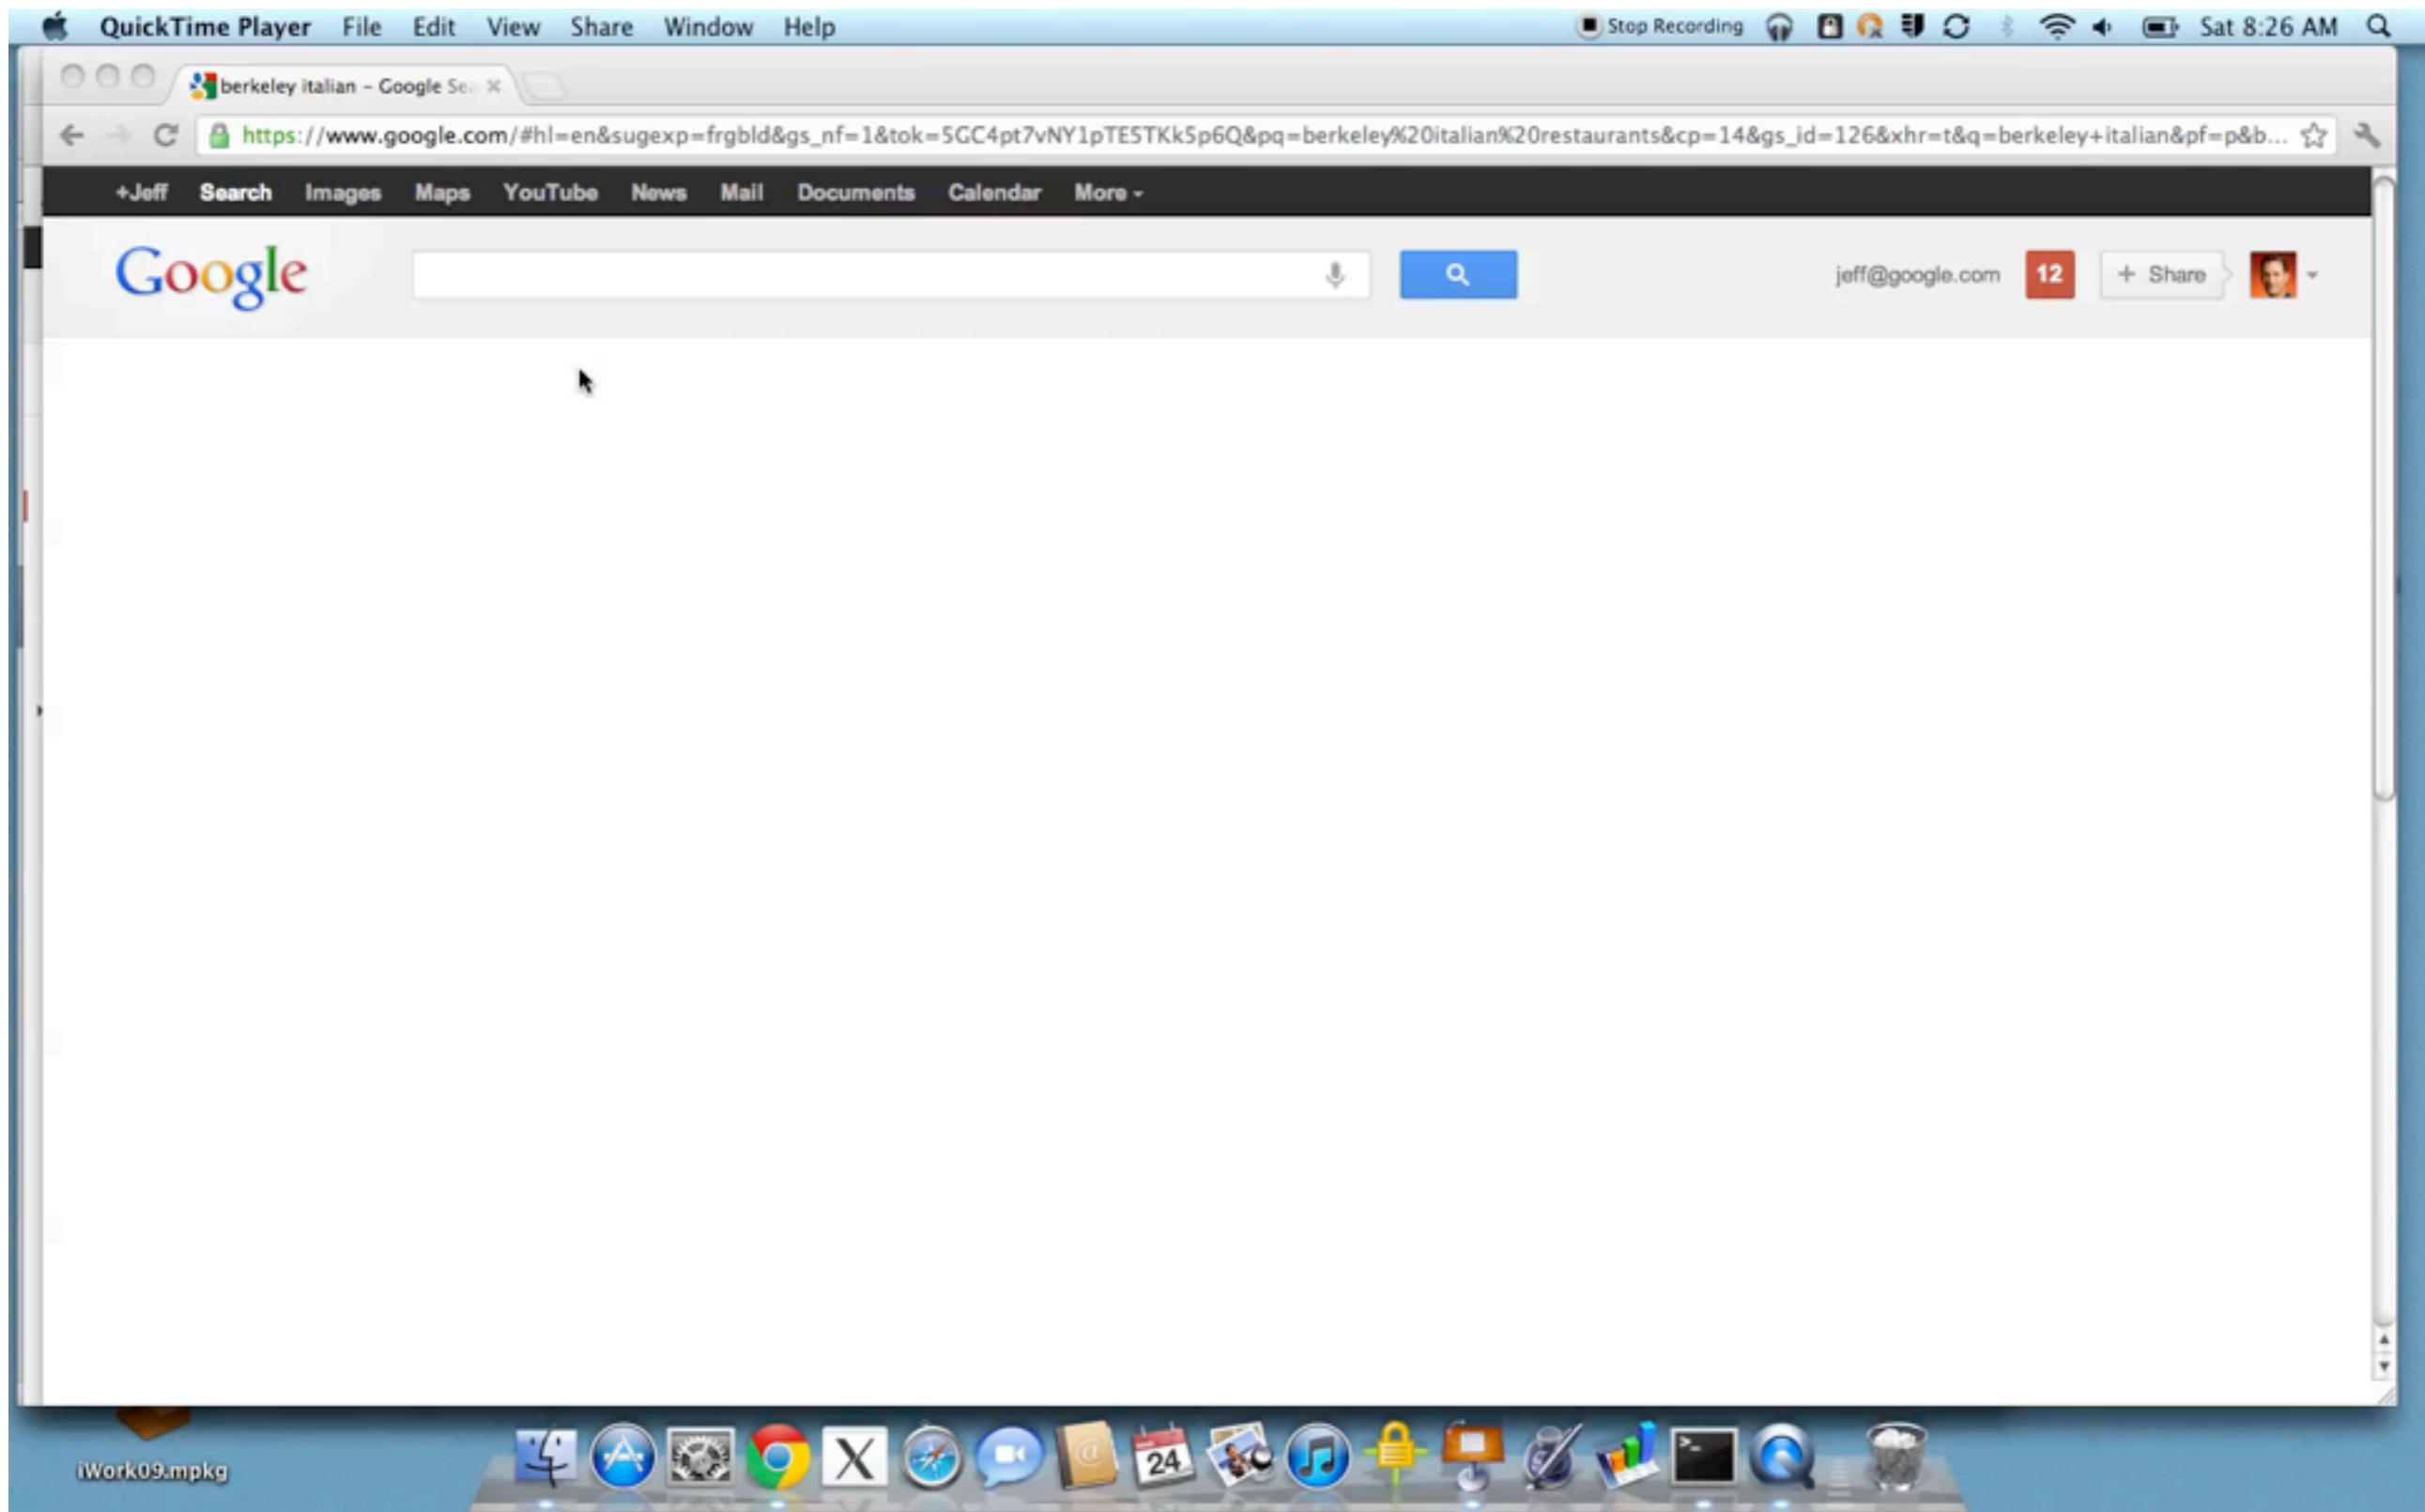 QuickTime Player File Edit View Share Window Help Stop Recording Sat 8:26 AM
berkeley italian – Google Sea
https://www.google.com/#hl=en&sugexp=frgbld&gs_nf=1&tok=5GC4pt7vNY1pTE5TKk5p6Q&pq=berkeley%20italian%20restaurants&cp=14&gs_id=126&xhr=t&q=berkeley+italian&pf=p&b...
+Jeff Search Images Maps YouTube News Mail Documents Calendar More
Google jeff@google.com 12 + Share
24
iWork09.mpkg